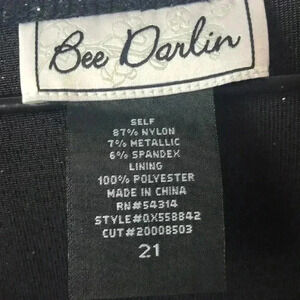 Bee Darlin
SELF
87% NYLON
7% METALLIC
6% SPANDEX
LINING
100% POLYESTER
MADE IN CHINA
RN#54314
STYLE#QX558842
CUT#20008503
21